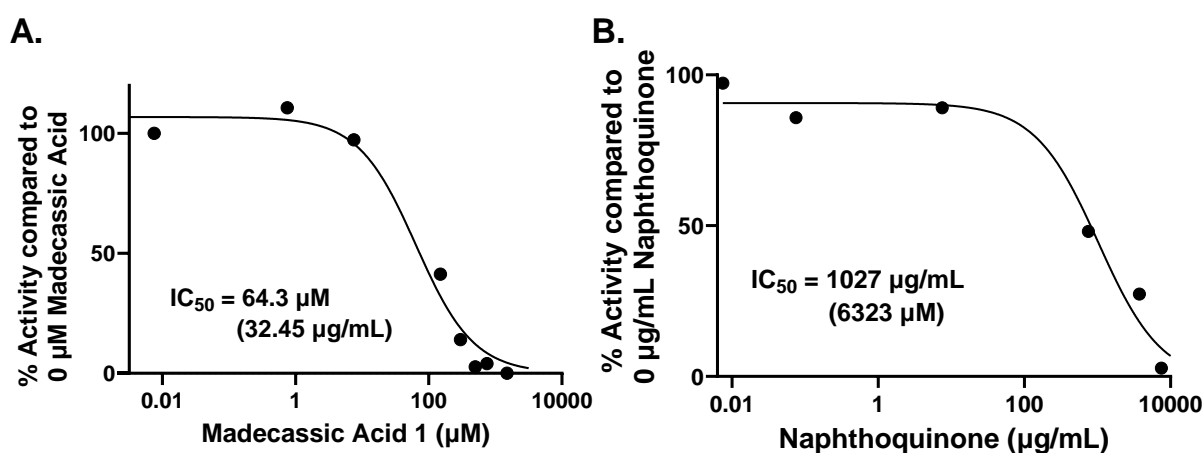 A.
% Activity compared to
0 µM Madecassic Acid
100
50
0
IC50 = 64.3 µM
(32.45 µg/mL)
0.01
1
100
10000
Madecassic Acid 1 (µM)
B.
% Activity compared to
0 µg/mL Naphthoquinone
100
50
0
IC50 = 1027 µg/mL
(6323 µM)
0.01
1
100
10000
Naphthoquinone (µg/mL)